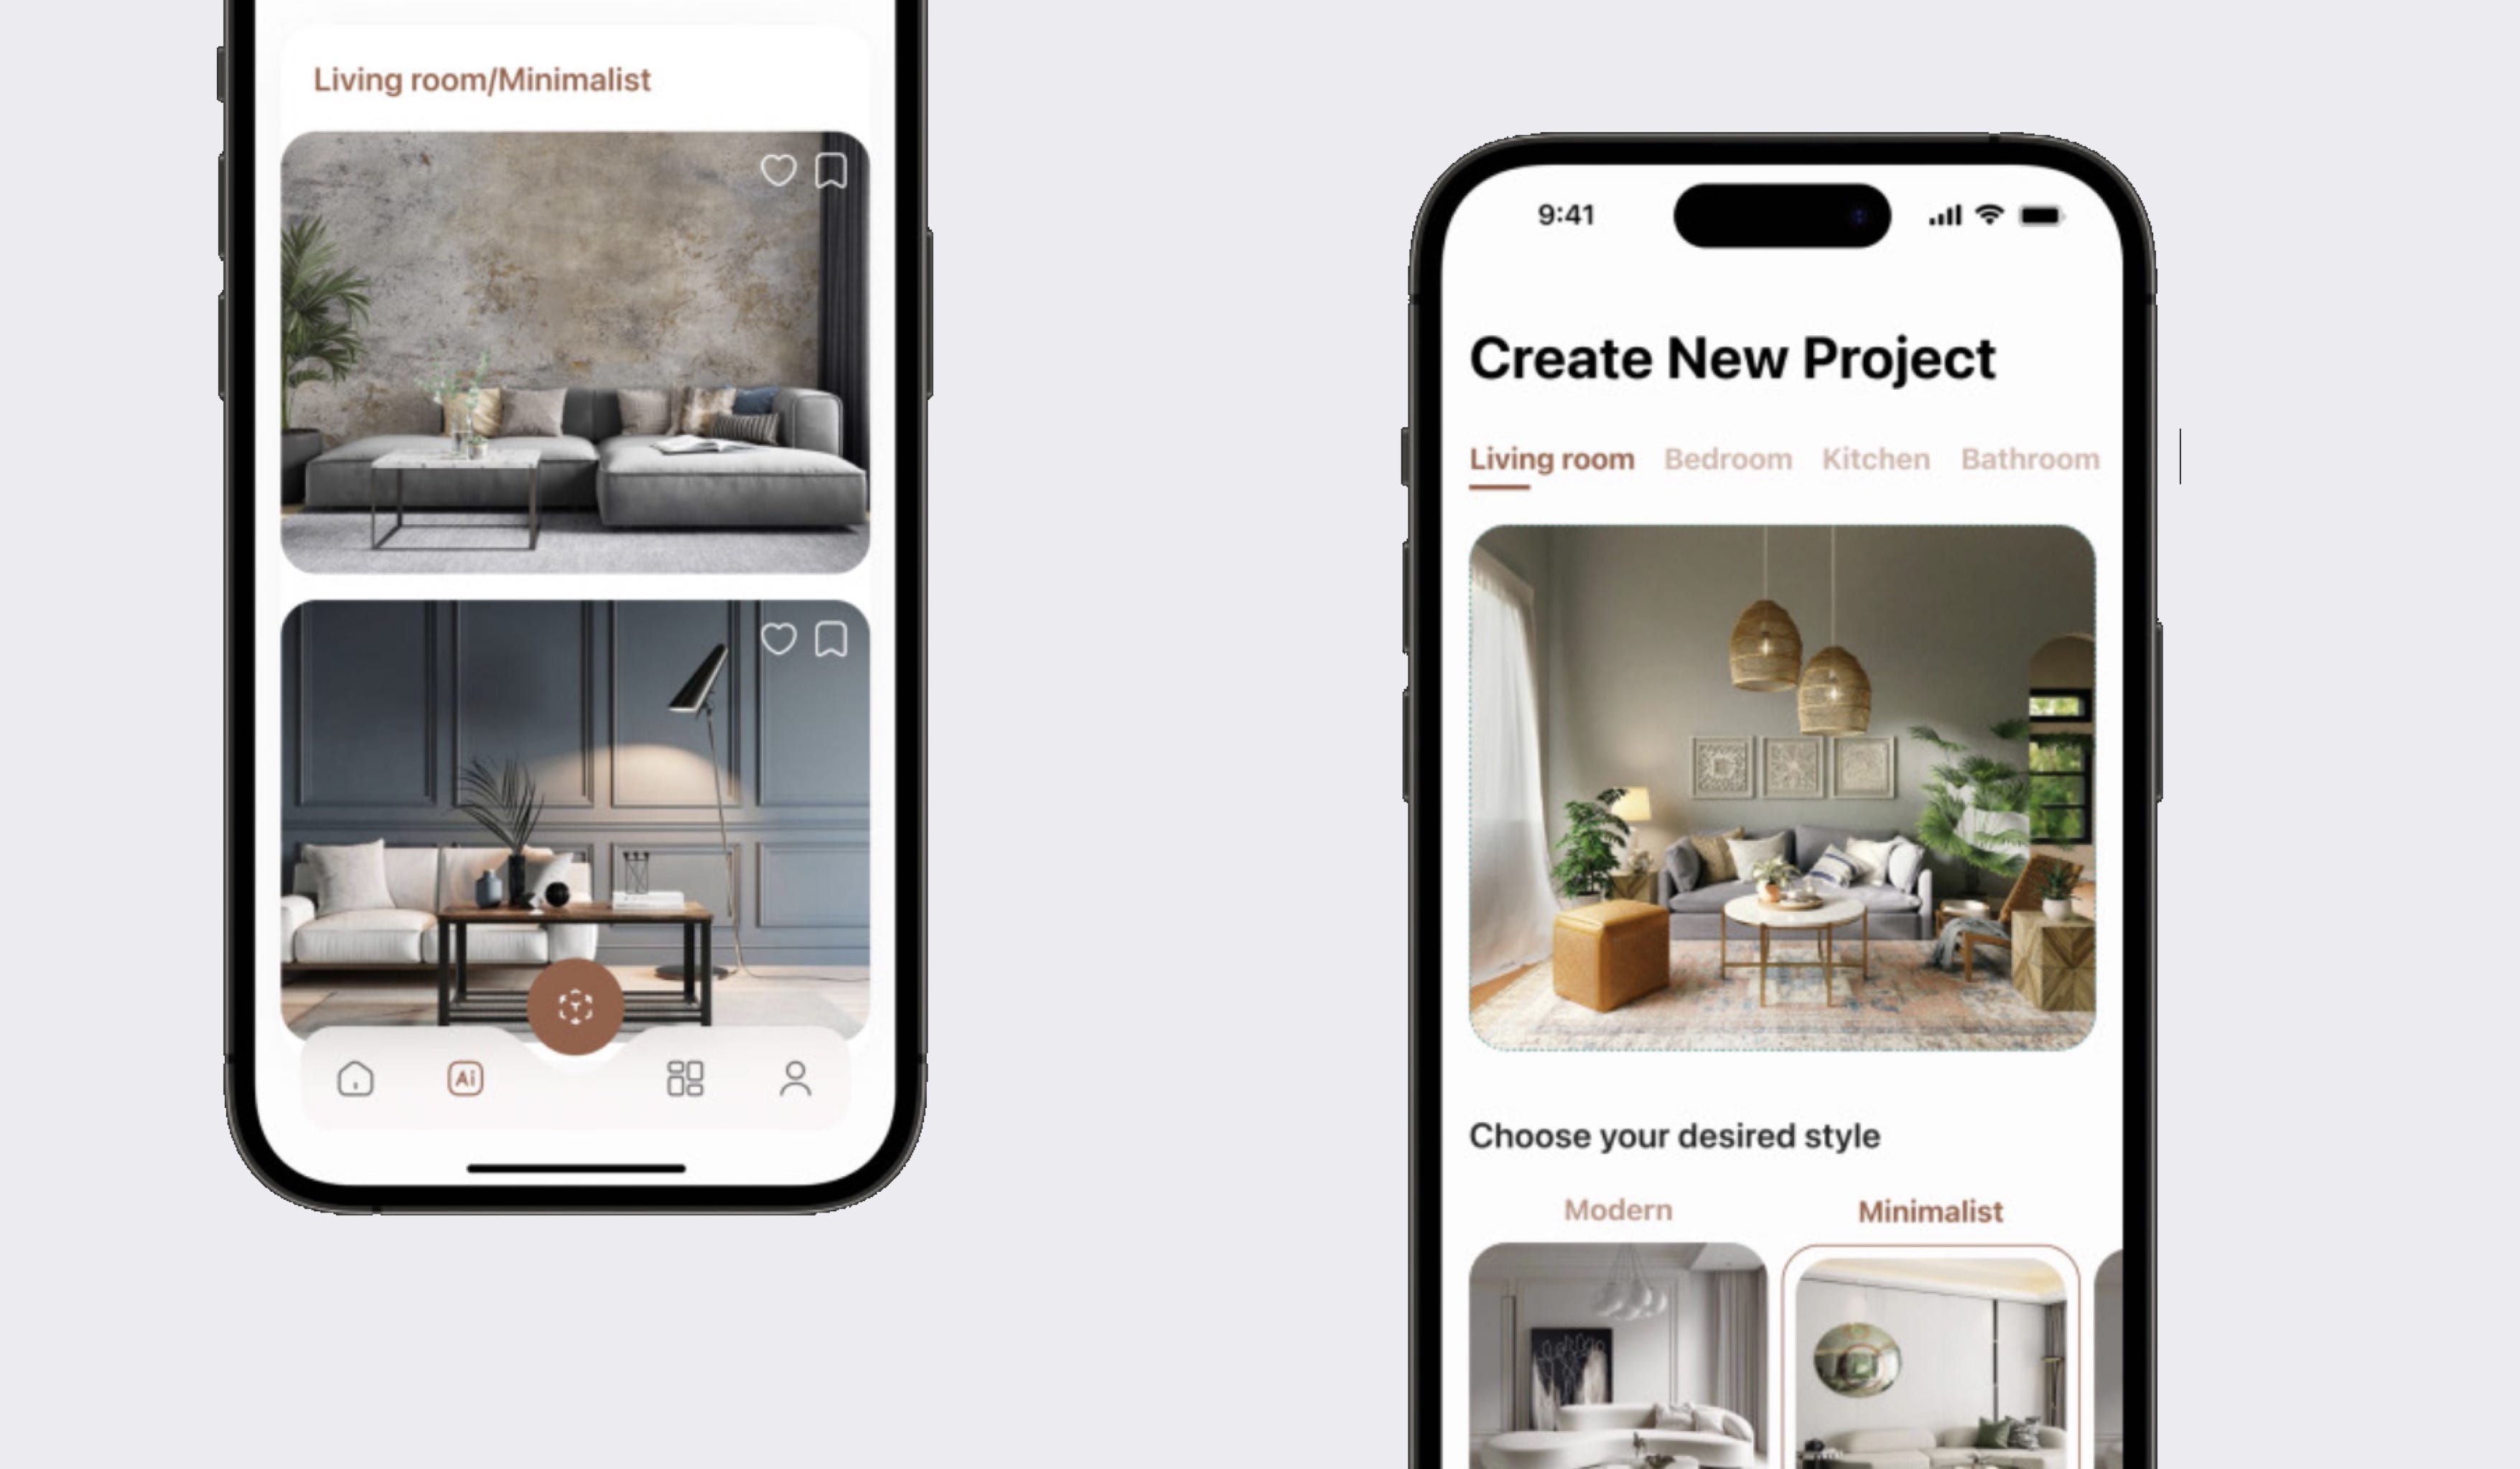 Living room/Minimalist
Ai
9:41
Create New Project
Living room Bedroom Kitchen Bathroom
Choose your desired style
Modern Minimalist